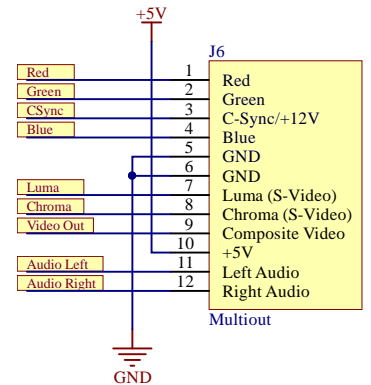 +5V
J6
Red 1 Red
Green 2 Green
CSync 3 C-Sync/+12V
Blue 4 Blue
5 GND
6 GND
Luma 7 Luma (S-Video)
Chroma 8 Chroma (S-Video)
Video Out 9 Composite Video
10 +5V
Audio Left 11 Left Audio
Audio Right 12 Right Audio
Multiout
GND